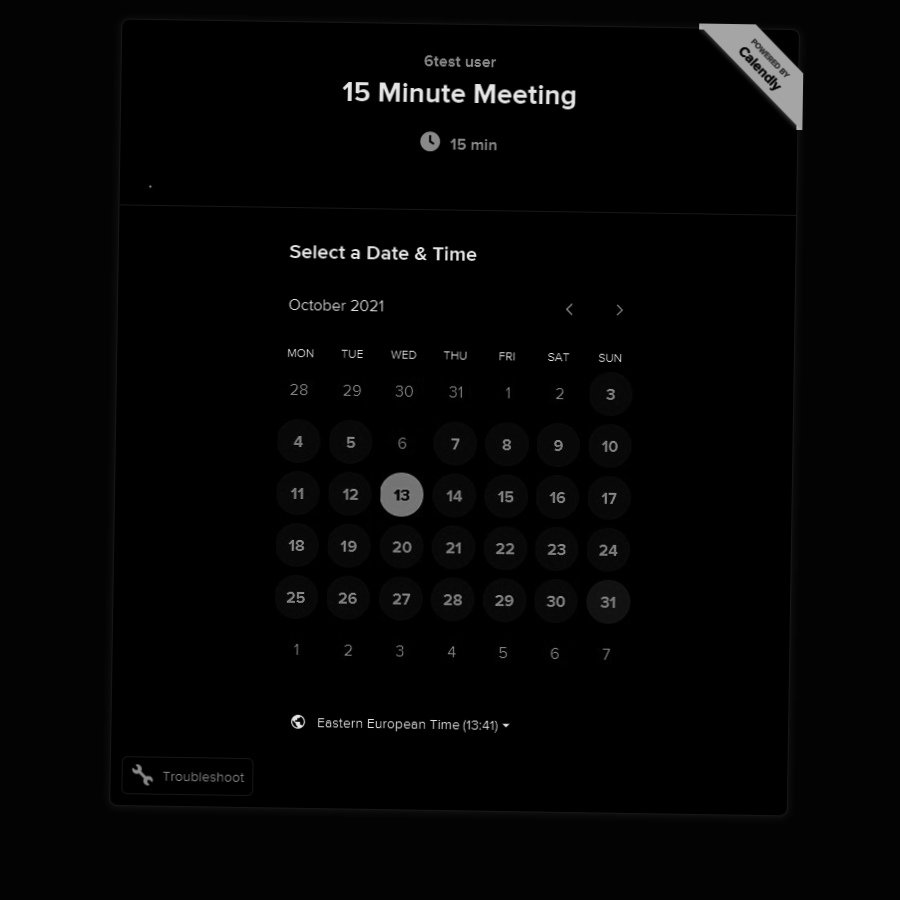 POWERED BY
Calendly
6test user
15 Minute Meeting
15 min
.
Select a Date & Time
October 2021
MON TUE WED THU FRI SAT SUN
28 29 30 31 1 2 3
4 5 6 7 8 9 10
11 12 13 14 15 16 17
18 19 20 21 22 23 24
25 26 27 28 29 30 31
1 2 3 4 5 6 7
Eastern European Time (13:41)
Troubleshoot